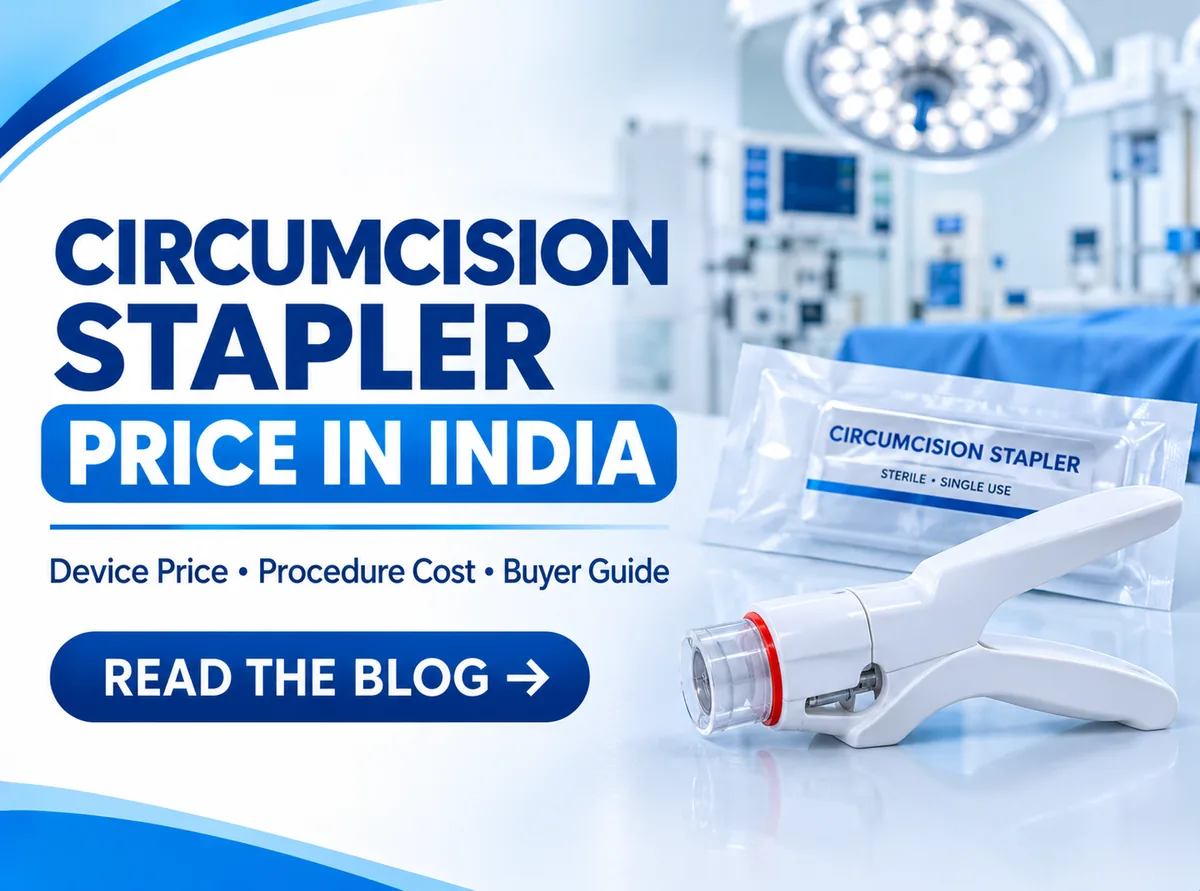 CIRCUMCISION
STAPLER
PRICE IN INDIA
Device Price • Procedure Cost • Buyer Guide
READ THE BLOG →
CIRCUMCISION STAPLER
STERILE • SINGLE USE